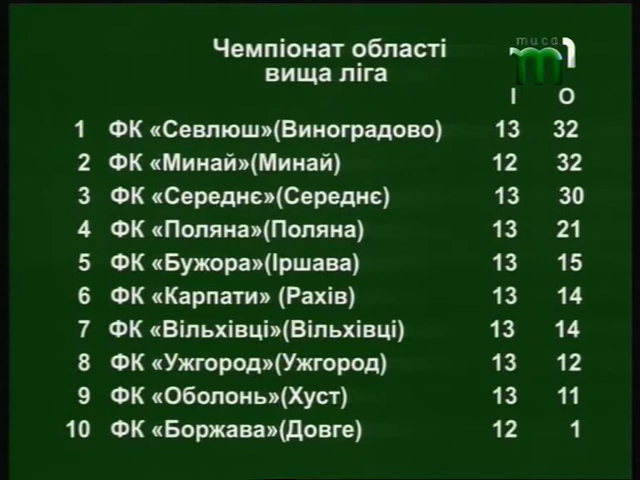 Чемпіонат області
вища ліга
тиса
1
І О
1 ФК «Севлюш»(Виноградово) 13 32
2 ФК «Минай»(Минай) 12 32
3 ФК «Середнє»(Середнє) 13 30
4 ФК «Поляна»(Поляна) 13 21
5 ФК «Бужора»(Іршава) 13 15
6 ФК «Карпати» (Рахів) 13 14
7 ФК «Вільхівці»(Вільхівці) 13 14
8 ФК «Ужгород»(Ужгород) 13 12
9 ФК «Оболонь»(Хуст) 13 11
10 ФК «Боржава»(Довге) 12 1